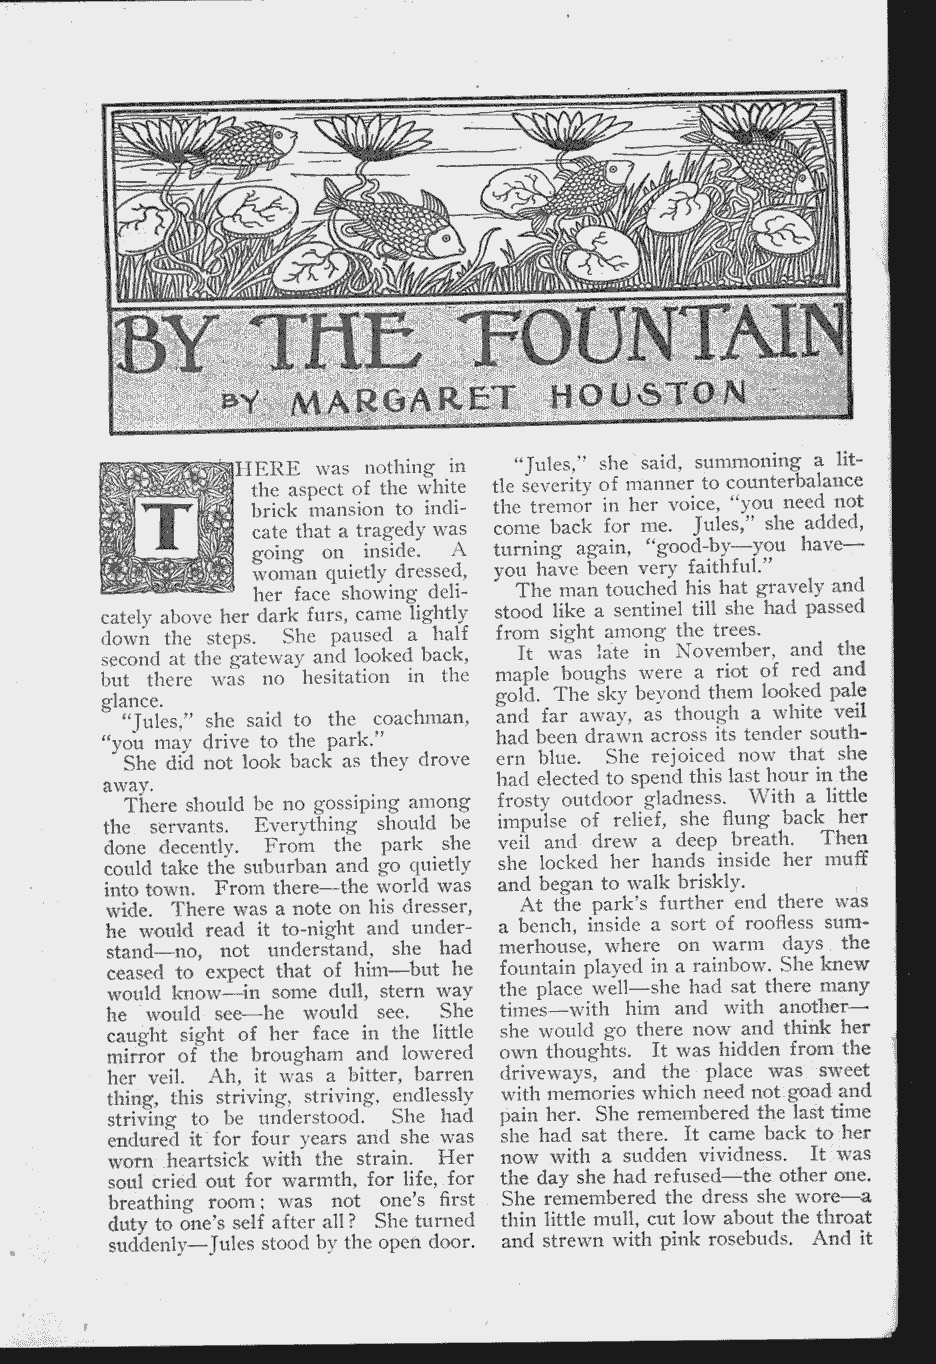 BY THE FOUNTAIN
BY MARGARET HOUSTON
THERE was nothing in
the aspect of the white
brick mansion to indi-
cate that a tragedy was
going on inside. A
woman quietly dressed,
her face showing deli-
cately above her dark furs, came lightly
down the steps. She paused a half
second at the gateway and looked back,
but there was no hesitation in the
glance.
“Jules,” she said to the coachman,
“you may drive to the park.”
She did not look back as they drove
away.
There should be no gossiping among
the servants. Everything should be
done decently. From the park she
could take the suburban and go quietly
into town. From there—the world was
wide. There was a note on his dresser,
he would read it to-night and under-
stand—no, not understand, she had
ceased to expect that of him—but he
would know—in some dull, stern way
he would see—he would see. She
caught sight of her face in the little
mirror of the brougham and lowered
her veil. Ah, it was a bitter, barren
thing, this striving, striving, endlessly
striving to be understood. She had
endured it for four years and she was
worn heartsick with the strain. Her
soul cried out for warmth, for life, for
breathing room; was not one’s first
duty to one’s self after all? She turned
suddenly—Jules stood by the open door.
“Jules,” she said, summoning a lit-
tle severity of manner to counterbalance
the tremor in her voice, “you need not
come back for me. Jules,” she added,
turning again, “good-by—you have—
you have been very faithful.”
The man touched his hat gravely and
stood like a sentinel till she had passed
from sight among the trees.
It was late in November, and the
maple boughs were a riot of red and
gold. The sky beyond them looked pale
and far away, as though a white veil
had been drawn across its tender south-
ern blue. She rejoiced now that she
had elected to spend this last hour in the
frosty outdoor gladness. With a little
impulse of relief, she flung back her
veil and drew a deep breath. Then
she locked her hands inside her muff
and began to walk briskly.
At the park’s further end there was
a bench, inside a sort of roofless sum-
merhouse, where on warm days the
fountain played in a rainbow. She knew
the place well—she had sat there many
times—with him and with another—
she would go there now and think her
own thoughts. It was hidden from the
driveways, and the place was sweet
with memories which need not goad and
pain her. She remembered the last time
she had sat there. It came back to her
now with a sudden vividness. It was
the day she had refused—the other one.
She remembered the dress she wore—a
thin little mull, cut low about the throat
and strewn with pink rosebuds. And it